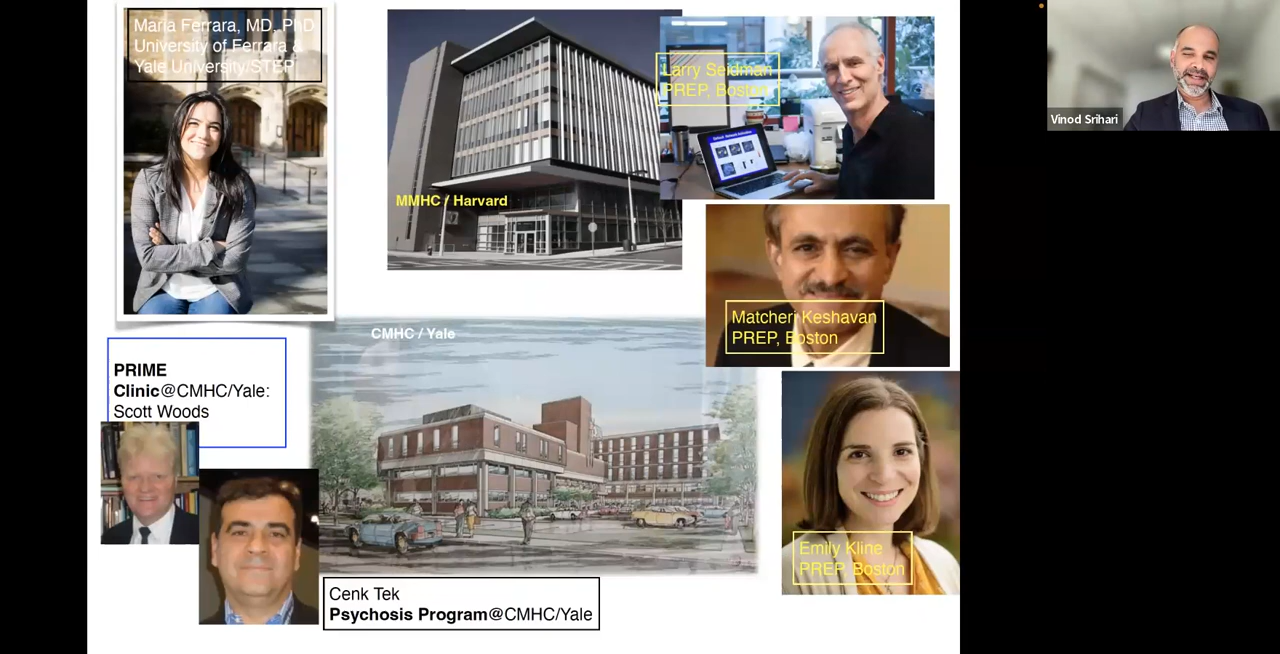 Maria Ferrara, MD, PhD
University of Ferrara &
Yale University/STEP
MMHC / Harvard
Larry Seidman
PREP, Boston
Vinod Srihari
Matcheri Keshavan
PREP, Boston
CMHC / Yale
PRIME
Clinic@CMHC/Yale:
Scott Woods
Emily Kline
PREP, Boston
Cenk Tek
Psychosis Program@CMHC/Yale